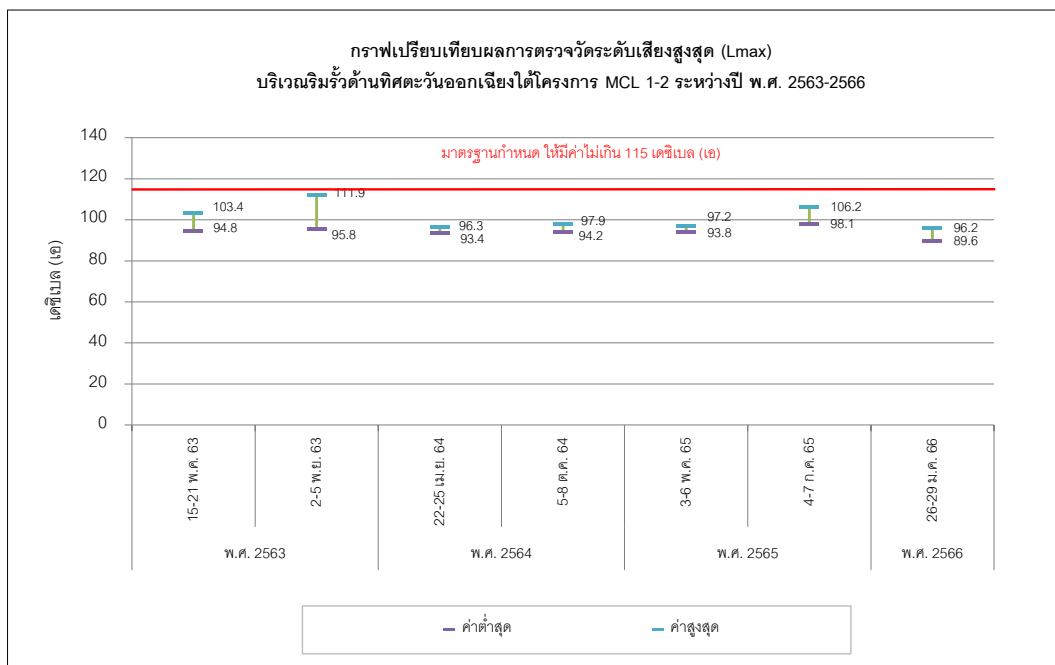 กราฟเปรียบเทียบผลการตรวจวัดระดับเสียงสูงสุด (Lmax)
บริเวณริมรั้วด้านทิศตะวันออกเฉียงใต้โครงการ MCL 1-2 ระหว่างปี พ.ศ. 2563-2566
มาตรฐานกำหนด ให้มีค่าไม่เกิน 115 เดซิเบล (เอ)
เดซิเบล (เอ)
140
120
100
80
60
40
20
0
103.4
94.8
111.9
95.8
96.3
93.4
97.9
94.2
97.2
93.8
106.2
98.1
96.2
89.6
15-21 พ.ค. 63
2-5 พ.ย. 63
22-25 เม.ย. 64
5-8 ต.ค. 64
3-6 พ.ค. 65
4-7 ก.ค. 65
26-29 ม.ค. 66
พ.ศ. 2563
พ.ศ. 2564
พ.ศ. 2565
พ.ศ. 2566
ค่าต่ำสุด
ค่าสูงสุด